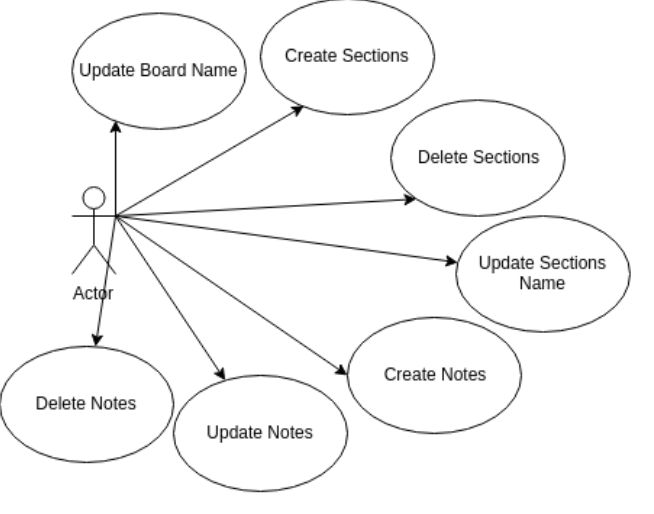 Update Board Name
Create Sections
Delete Sections
Update Sections
Name
Actor
Create Notes
Delete Notes
Update Notes